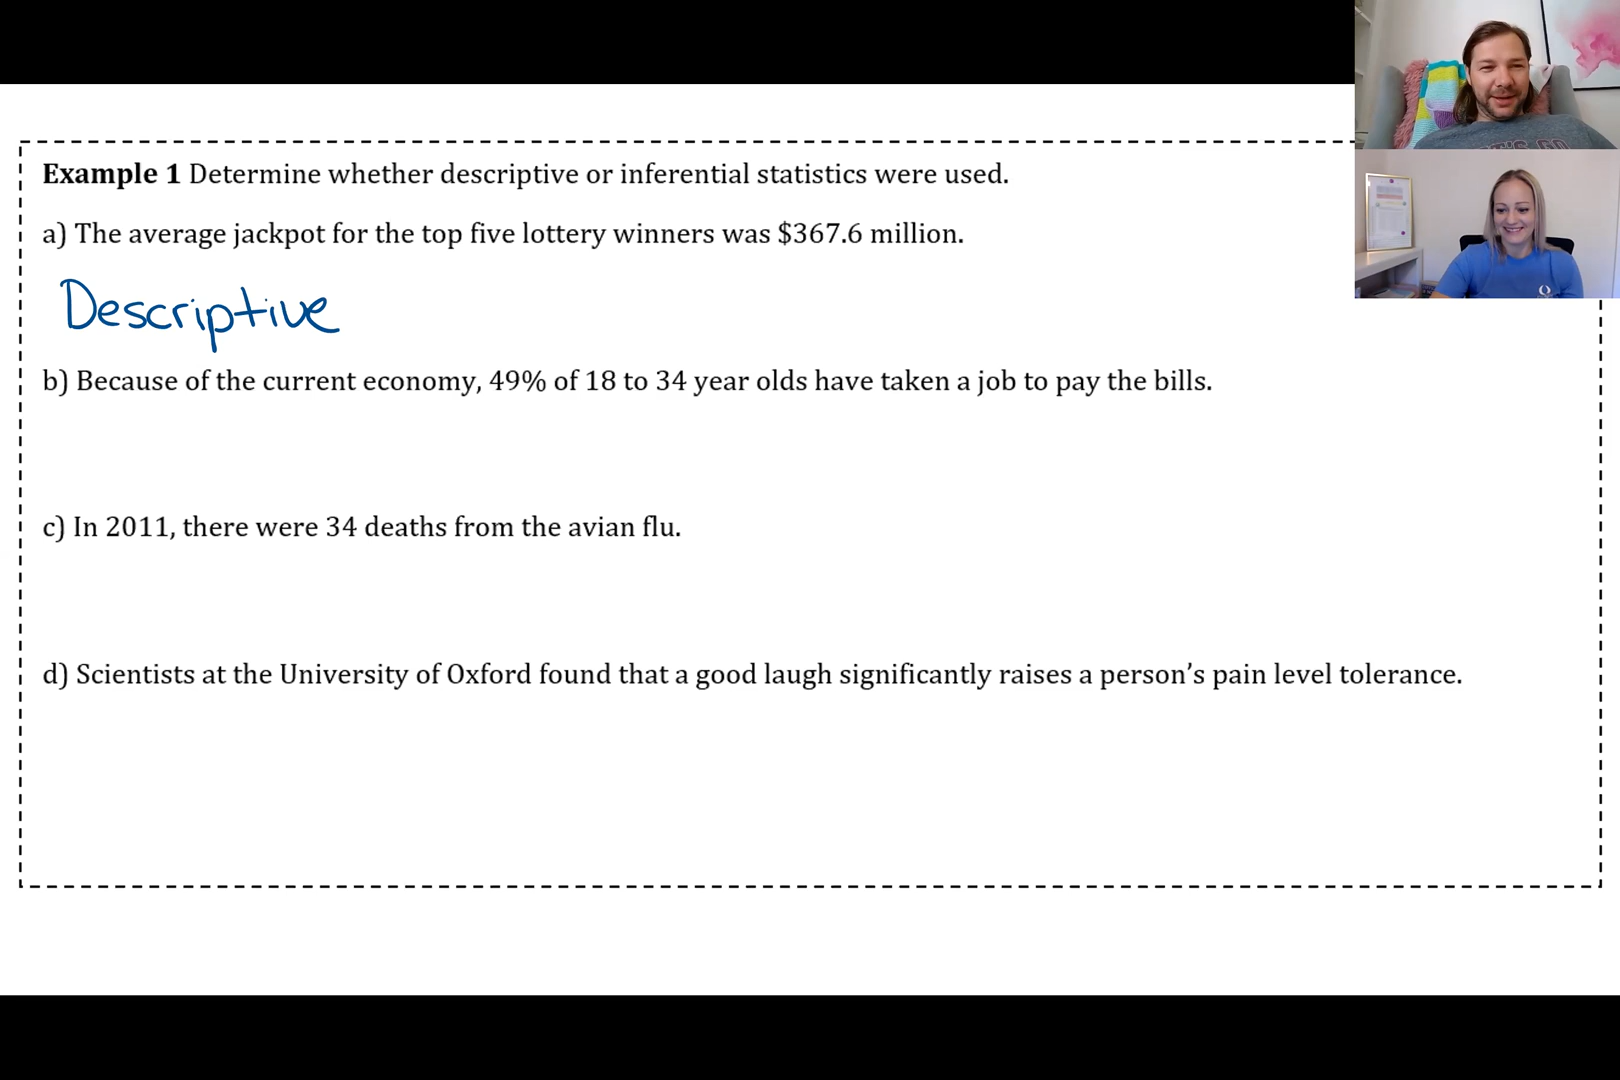 Example 1 Determine whether descriptive or inferential statistics were used.
a) The average jackpot for the top five lottery winners was $367.6 million.
Descriptive
b) Because of the current economy, 49% of 18 to 34 year olds have taken a job to pay the bills.
c) In 2011, there were 34 deaths from the avian flu.
d) Scientists at the University of Oxford found that a good laugh significantly raises a person’s pain level tolerance.